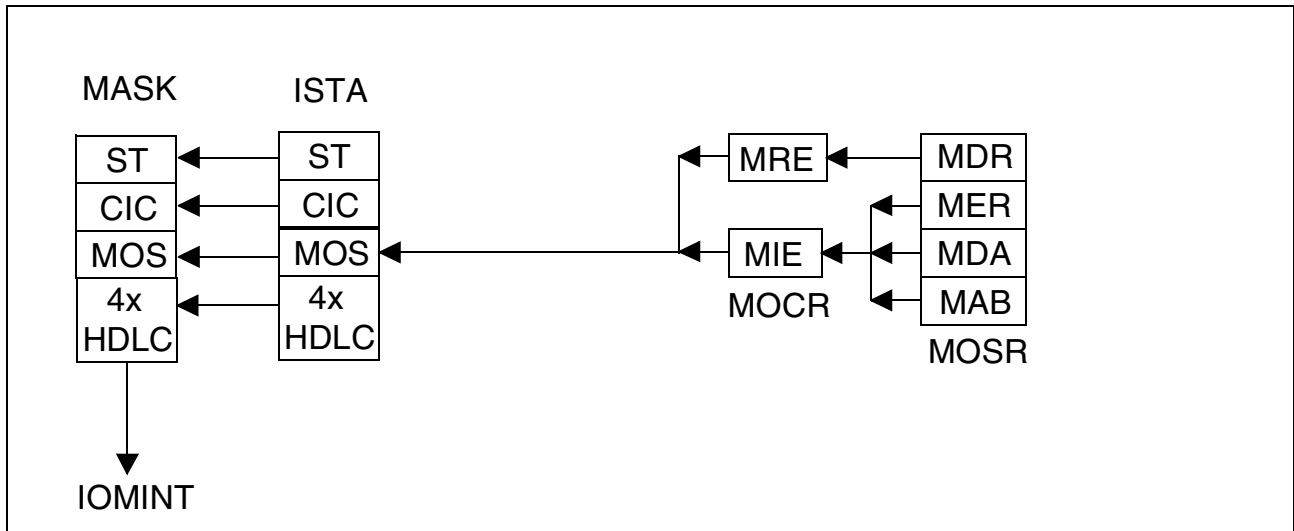 MASK
ISTA
ST
CIC
MOS
4x
HDLC
ST
CIC
MOS
4x
HDLC
MRE
MIE
MOCR
MDR
MER
MDA
MAB
MOSR
IOMINT